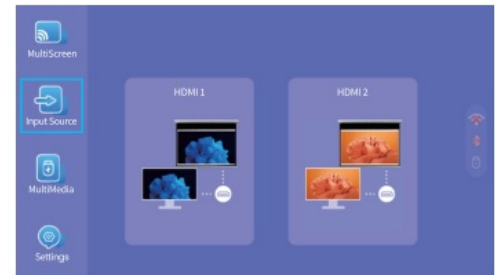 MultiScreen
Input Source
MultiMedia
Settings
HDMI 1
HDMI 2